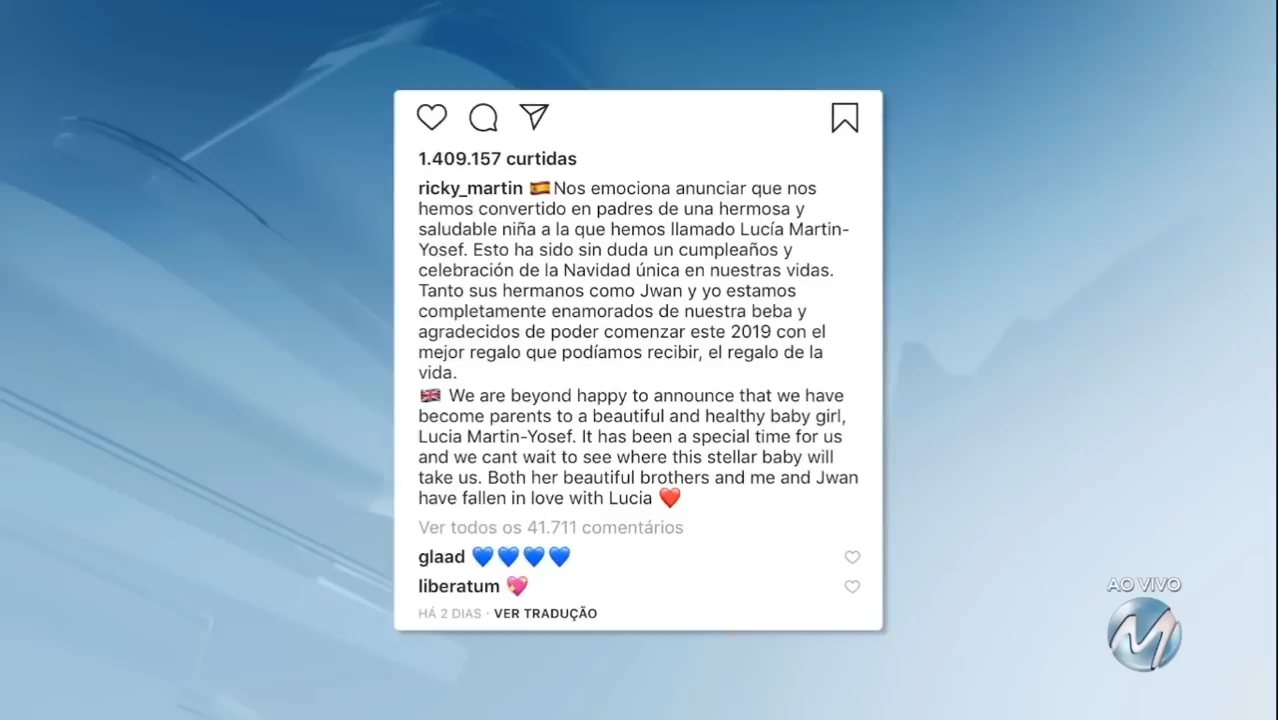 1.409.157 curtidas
ricky_martin 🇪🇸Nos emociona anunciar que nos
hemos convertido en padres de una hermosa y
saludable niña a la que hemos llamado Lucía Martin-
Yosef. Esto ha sido sin duda un cumpleaños y
celebración de la Navidad única en nuestras vidas.
Tanto sus hermanos como Jwan y yo estamos
completamente enamorados de nuestra beba y
agradecidos de poder comenzar este 2019 con el
mejor regalo que podíamos recibir, el regalo de la
vida.
🇬🇧 We are beyond happy to announce that we have
become parents to a beautiful and healthy baby girl,
Lucia Martin-Yosef. It has been a special time for us
and we cant wait to see where this stellar baby will
take us. Both her beautiful brothers and me and Jwan
have fallen in love with Lucia ❤️
Ver todos os 41.711 comentários
glaad 💙💙💙💙
liberatum 💖
HÁ 2 DIAS · VER TRADUÇÃO
AO VIVO
M